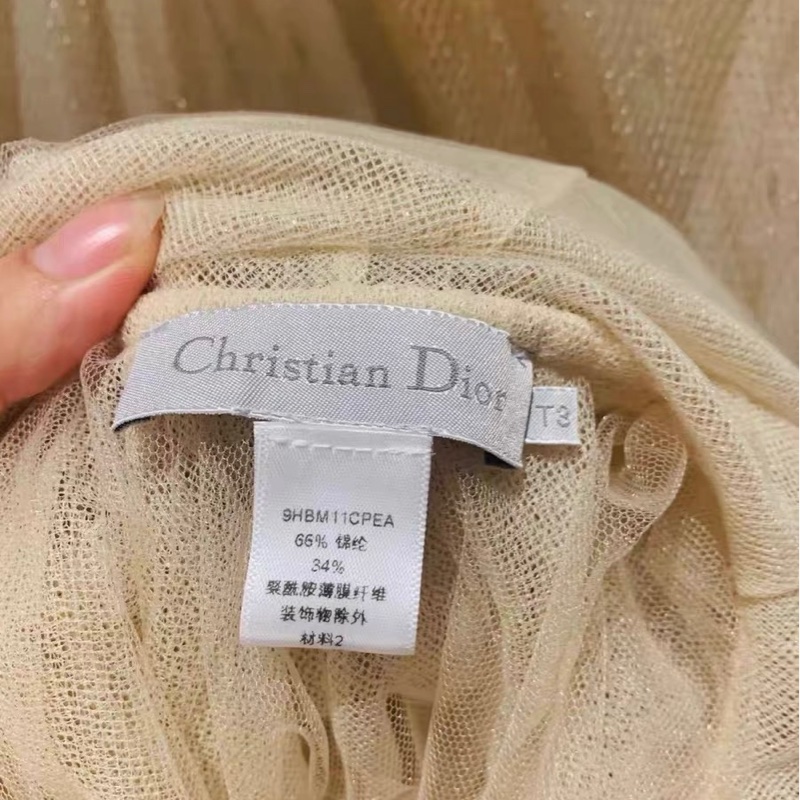 Christian Dior
T3
9HBM11CPEA
66% 锦纶
34%
聚酰胺薄膜纤维
装饰物除外
材料2